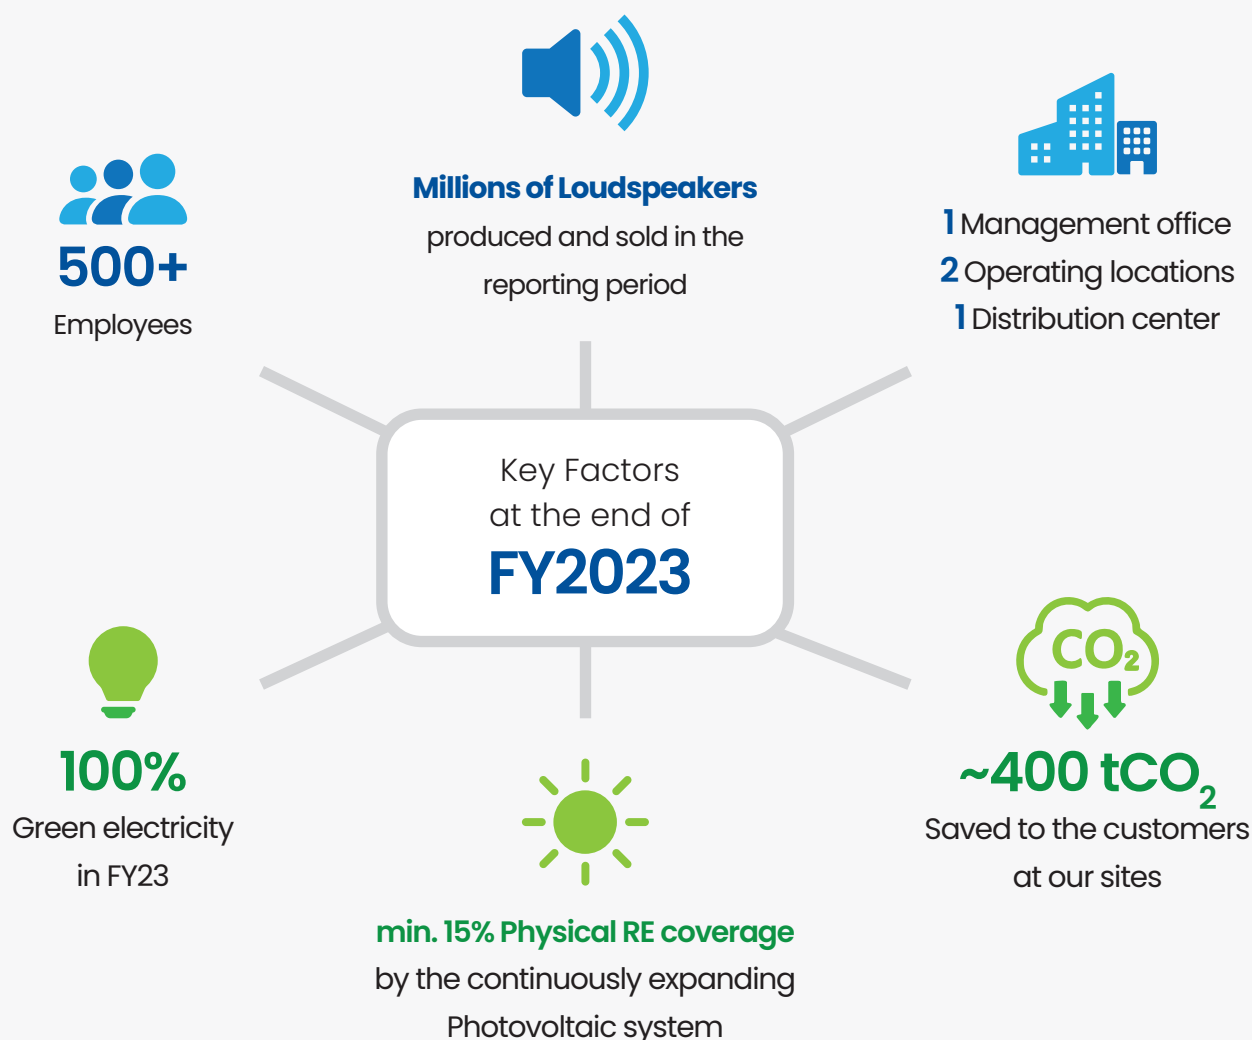 Millions of Loudspeakers
produced and sold in the
reporting period
500+
Employees
1 Management office
2 Operating locations
1 Distribution center
Key Factors
at the end of
FY2023
100%
Green electricity
in FY23
min. 15% Physical RE coverage
by the continuously expanding
Photovoltaic system
CO₂
~400 tCO₂
Saved to the customers
at our sites